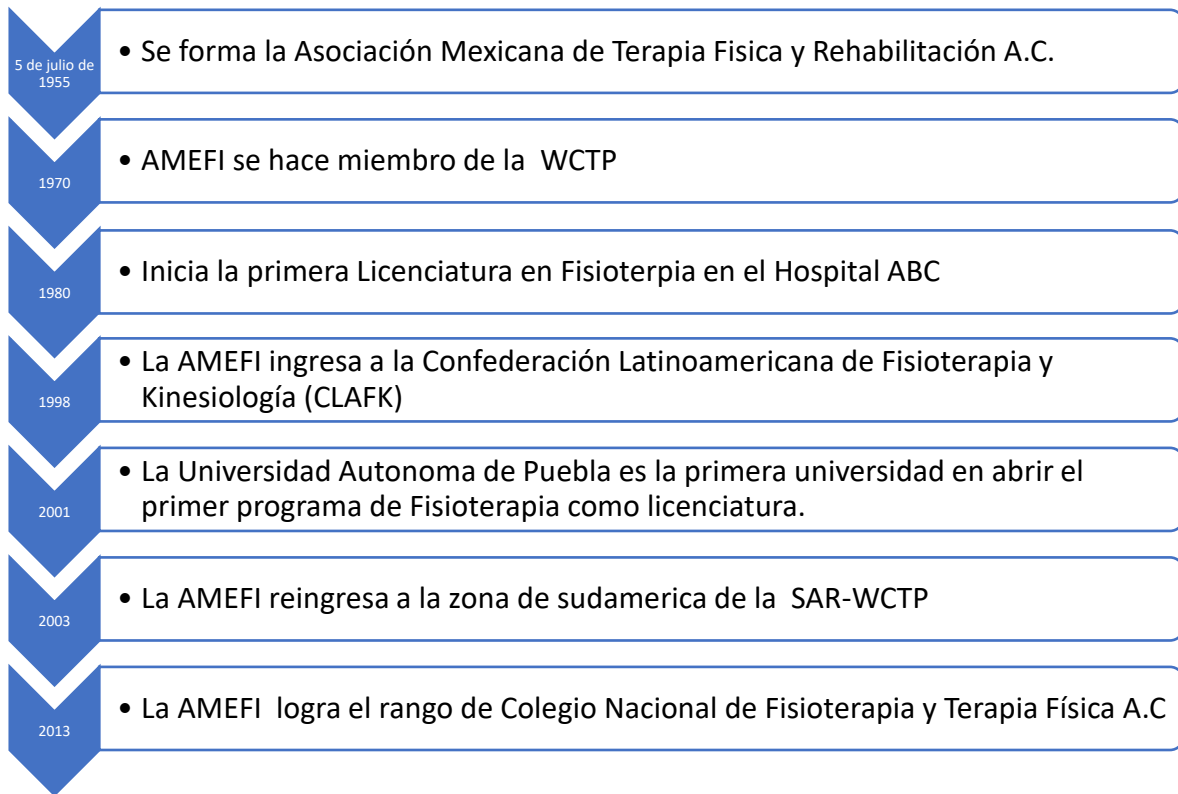 5 de julio de
1955
• Se forma la Asociación Mexicana de Terapia Fisica y Rehabilitación A.C.
1970
• AMEFI se hace miembro de la  WCTP
1980
• Inicia la primera Licenciatura en Fisioterpia en el Hospital ABC
1998
• La AMEFI ingresa a la Confederación Latinoamericana de Fisioterapia y
Kinesiología (CLAFK)
2001
• La Universidad Autonoma de Puebla es la primera universidad en abrir el
primer programa de Fisioterapia como licenciatura.
2003
• La AMEFI reingresa a la zona de sudamerica de la  SAR-WCTP
2013
• La AMEFI  logra el rango de Colegio Nacional de Fisioterapia y Terapia Física A.C